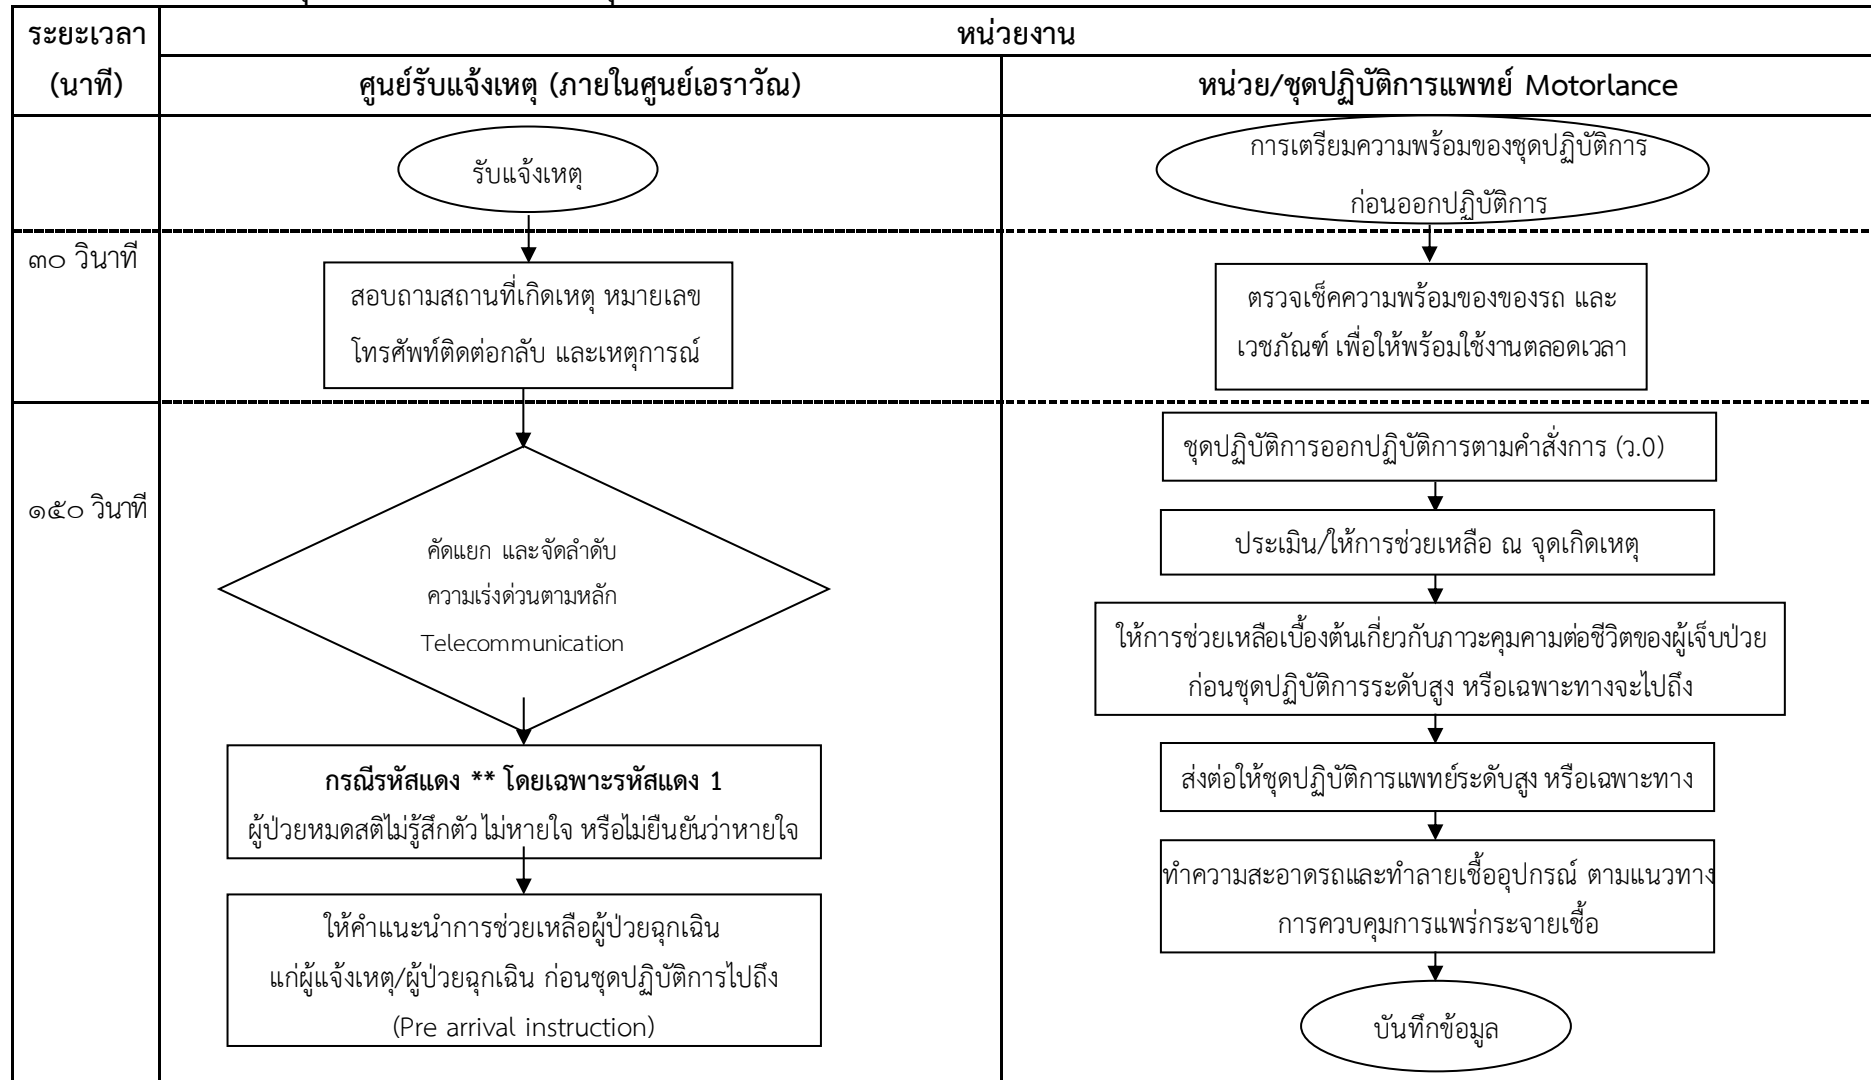 ระยะเวลา
(นาที)
หน่วยงาน
ศูนย์รับแจ้งเหตุ (ภายในศูนย์เอราวัณ)
หน่วย/ชุดปฏิบัติการแพทย์ Motorlance
รับแจ้งเหตุ
การเตรียมความพร้อมของชุดปฏิบัติการ
ก่อนออกปฏิบัติการ
๓๐ วินาที
สอบถามสถานที่เกิดเหตุ หมายเลข
โทรศัพท์ติดต่อกลับ และเหตุการณ์
ตรวจเช็คความพร้อมของของรถ และ
เวชภัณฑ์ เพื่อให้พร้อมใช้งานตลอดเวลา
๑๕๐ วินาที
คัดแยก และจัดลำดับ
ความเร่งด่วนตามหลัก
Telecommunication
กรณีรหัสแดง ** โดยเฉพาะรหัสแดง 1
ผู้ป่วยหมดสติไม่รู้สึกตัว ไม่หายใจ หรือไม่ยืนยันว่าหายใจ
ให้คำแนะนำการช่วยเหลือผู้ป่วยฉุกเฉิน
แก่ผู้แจ้งเหตุ/ผู้ป่วยฉุกเฉิน ก่อนชุดปฏิบัติการไปถึง
(Pre arrival instruction)
ชุดปฏิบัติการออกปฏิบัติการตามคำสั่งการ (ว.0)
ประเมิน/ให้การช่วยเหลือ ณ จุดเกิดเหตุ
ให้การช่วยเหลือเบื้องต้นเกี่ยวกับภาวะคุมคามต่อชีวิตของผู้เจ็บป่วย
ก่อนชุดปฏิบัติการระดับสูง หรือเฉพาะทางจะไปถึง
ส่งต่อให้ชุดปฏิบัติการแพทย์ระดับสูง หรือเฉพาะทาง
ทำความสะอาดรถและทำลายเชื้ออุปกรณ์ ตามแนวทาง
การควบคุมการแพร่กระจายเชื้อ
บันทึกข้อมูล